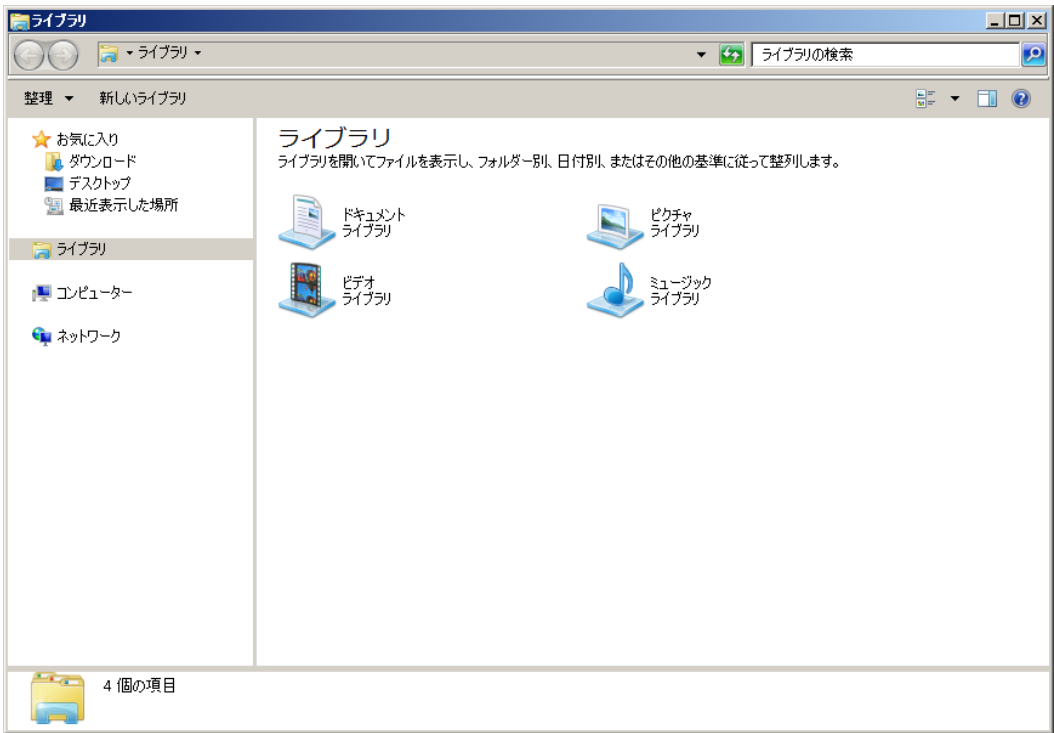 ライブラリ
ライブラリ
ライブラリの検索
整理
新しいライブラリ
お気に入り
ダウンロード
デスクトップ
最近表示した場所
ライブラリ
コンピューター
ネットワーク
ライブラリ
ライブラリを開いてファイルを表示し、フォルダー別、日付別、またはその他の基準に従って整列します。
ドキュメント
ライブラリ
ピクチャ
ライブラリ
ビデオ
ライブラリ
ミュージック
ライブラリ
4 個の項目